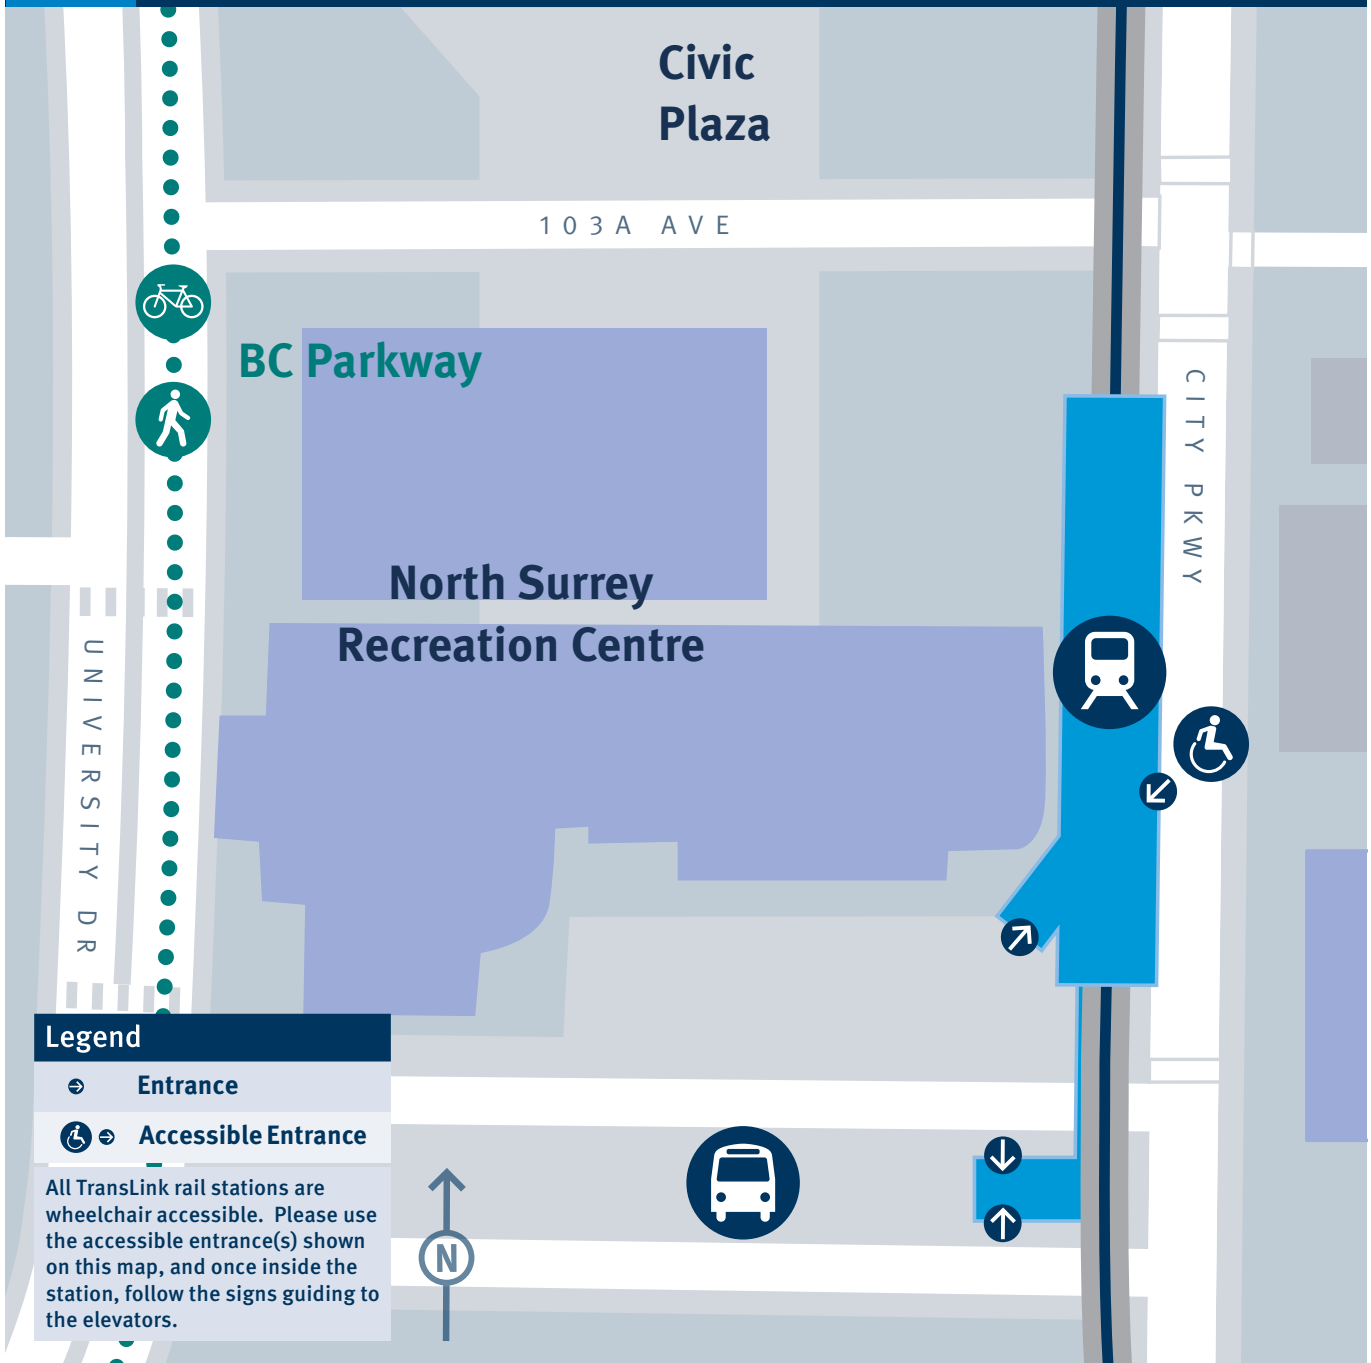 Civic
Plaza
103A AVE
BC Parkway
CITY PKWY
North Surrey
Recreation Centre
UNIVERSITY DR
Legend
Entrance
Accessible Entrance
All TransLink rail stations are
wheelchair accessible. Please use
the accessible entrance(s) shown
on this map, and once inside the
station, follow the signs guiding to
the elevators.
N